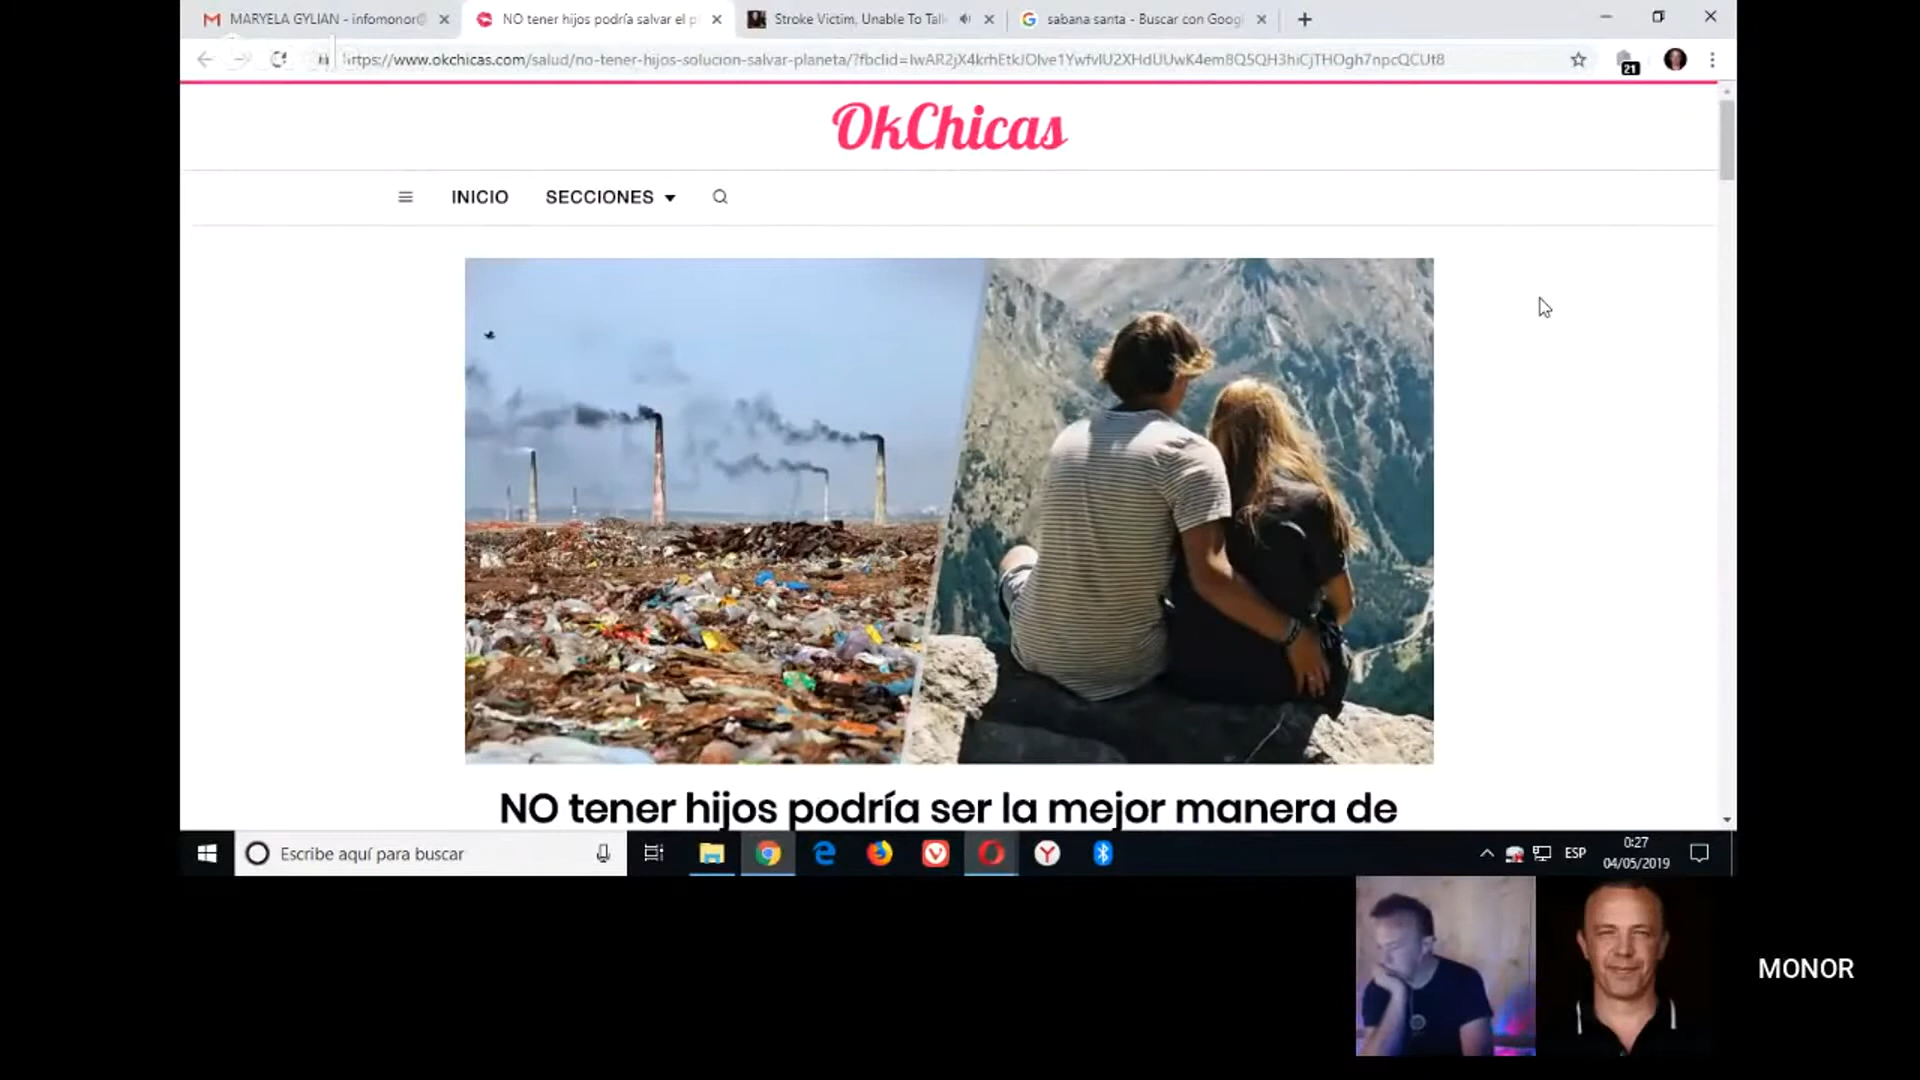 MARYELA GYLIAN - infomonor@
NO tener hijos podría salvar el p
Stroke Victim, Unable To Tal
sabana santa - Buscar con Goog
https://www.okchicas.com/salud/no-tener-hijos-solucion-salvar-planeta/?fbclid=
21
OkChicas
INICIO
SECCIONES
NO tener hijos podría ser la mejor manera de
Escribe aquí para buscar
ESP
0:27
04/05/2019
MONOR